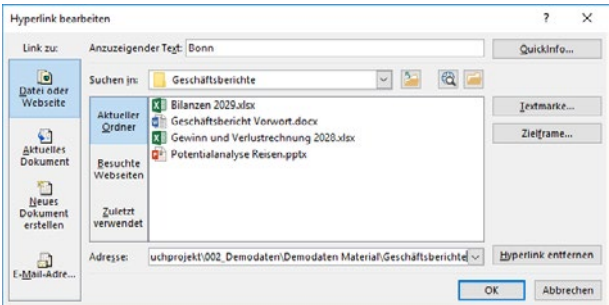 Hyperlink bearbeiten
?
Link zu:
Anzuzeigender Text: Bonn
QuickInfo...
Datei oder
Webseite
Suchen in: Geschäftsberichte
Aktueller
Ordner
Bilanzen 2029.xlsx
Geschäftsbericht Vorwort.docx
Gewinn und Verlustrechnung 2028.xlsx
Potentialanalyse Reisen.pptx
Textmarke...
Zielframe...
Aktuelles
Dokument
Besuchte
Webseiten
Neues
Dokument
erstellen
Zuletzt
verwendet
E-Mail-Adre...
Adresse: uchprojekt\002_Demodaten\Demodaten Material\Geschäftsberichte
Hyperlink entfernen
OK
Abbrechen